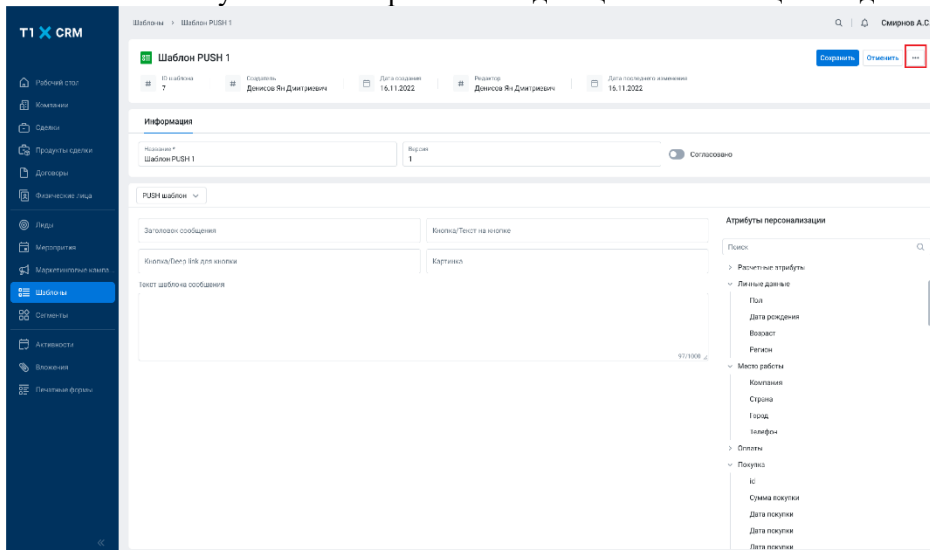 T1 X CRM
Рабочий стол
Компании
Сделки
Продукты сделки
Договоры
Физические лица
Лиды
Мероприятия
Маркетинговые кампа...
Шаблоны
Сегменты
Активности
Вложения
Печатные формы
Шаблоны > Шаблон PUSH 1
Смирнов А.С.
Шаблон PUSH 1
Сохранить Отменить ...
# ID шаблона # Создатель Дата создания # Редактор Дата последнего изменения
7 Денисов Ян Дмитриевич 16.11.2022 Денисов Ян Дмитриевич 16.11.2022
Информация
Название * Версия
Шаблон PUSH 1 1 Согласовано
PUSH шаблон
Заголовок сообщения Кнопка/Текст на кнопке
Кнопка/Deep link для кнопки Картинка
Текст шаблона сообщения
97/1000
Атрибуты персонализации
Поиск
Расчетные атрибуты
Личные данные
Пол
Дата рождения
Возраст
Регион
Место работы
Компания
Страна
Город
Телефон
Оплаты
Покупка
id
Сумма покупки
Дата покупки
Дата покупки
Дата покупки